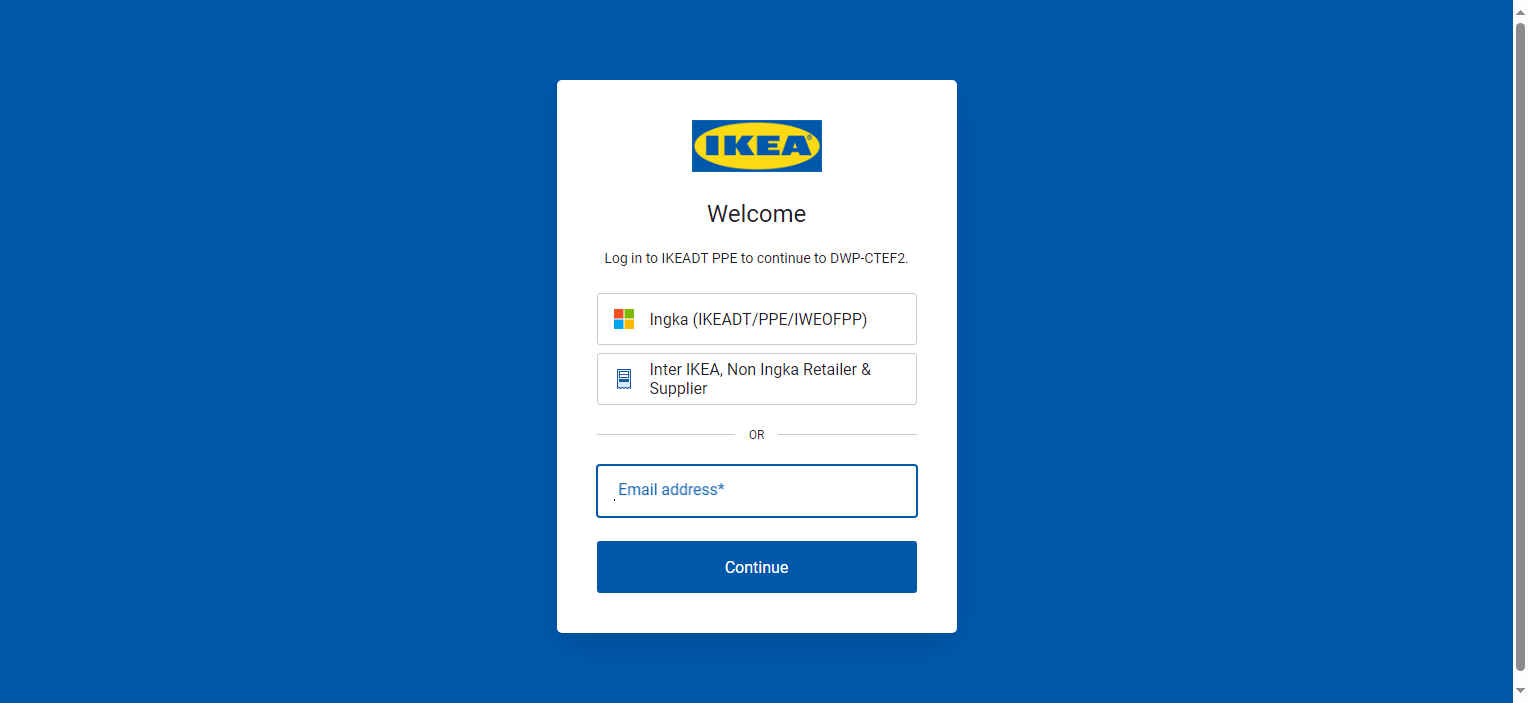 IKEA
Welcome
Log in to IKEADT PPE to continue to DWP-CTEF2.
Ingka (IKEADT/PPE/IWEOFPP)
Inter IKEA, Non Ingka Retailer &
Supplier
OR
Email address*
Continue